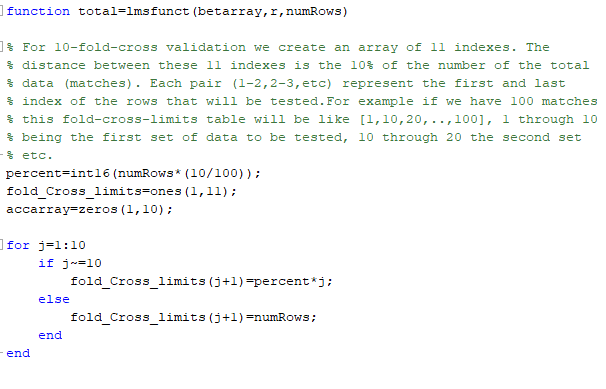 function total=lmsfunct(betarray,r,numRows)
% For 10-fold-cross validation we create an array of 11 indexes. The
% distance between these 11 indexes is the 10% of the number of the total
% data (matches). Each pair (1-2,2-3,etc) represent the first and last
% index of the rows that will be tested.For example if we have 100 matches
% this fold-cross-limits table will be like [1,10,20,..,100], 1 through 10
% being the first set of data to be tested, 10 through 20 the second set
% etc.
percent=int16(numRows*(10/100));
fold_Cross_limits=ones(1,11);
accarray=zeros(1,10);
for j=1:10
    if j~=10
        fold_Cross_limits(j+1)=percent*j;
    else
        fold_Cross_limits(j+1)=numRows;
    end
end